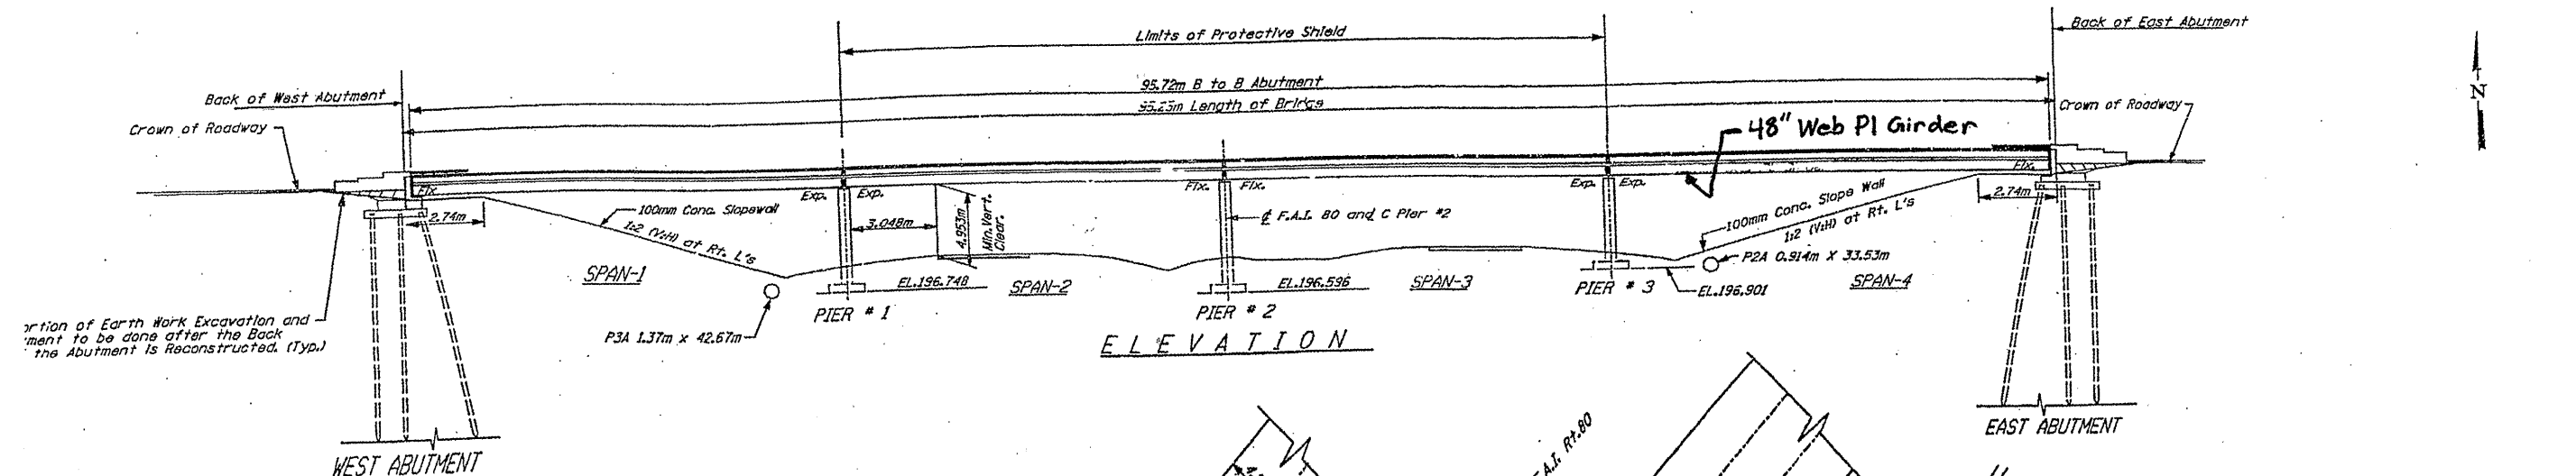 Limits of Protective Shield
Back of East Abutment
95.72m B to B Abutment
Back of West Abutment
95.25m Length of Bridge
Crown of Roadway
Crown of Roadway
48" Web Pl Girder
Fix.
Exp. Exp.
Fix. Fix.
Exp. Exp.
Fix.
2.74m
100mm Conc. Slopewall
1:2 (V:H) at Rt. L's
3.048m
4.953m
Min. Vert. Clear.
℄ F.A.I. 80 and C Pier #2
100mm Conc. Slope Wall
1:2 (V:H) at Rt. L's
2.74m
P2A 0.914m X 33.53m
SPAN-1
EL.196.748
SPAN-2
EL.196.596
SPAN-3
EL.196.901
SPAN-4
PIER # 1
PIER # 2
PIER # 3
P3A 1.37m x 42.67m
ELEVATION
ortion of Earth Work Excavation and
ment to be done after the Back
the Abutment is Reconstructed. (Typ.)
WEST ABUTMENT
EAST ABUTMENT
A.I. Rt.80
N